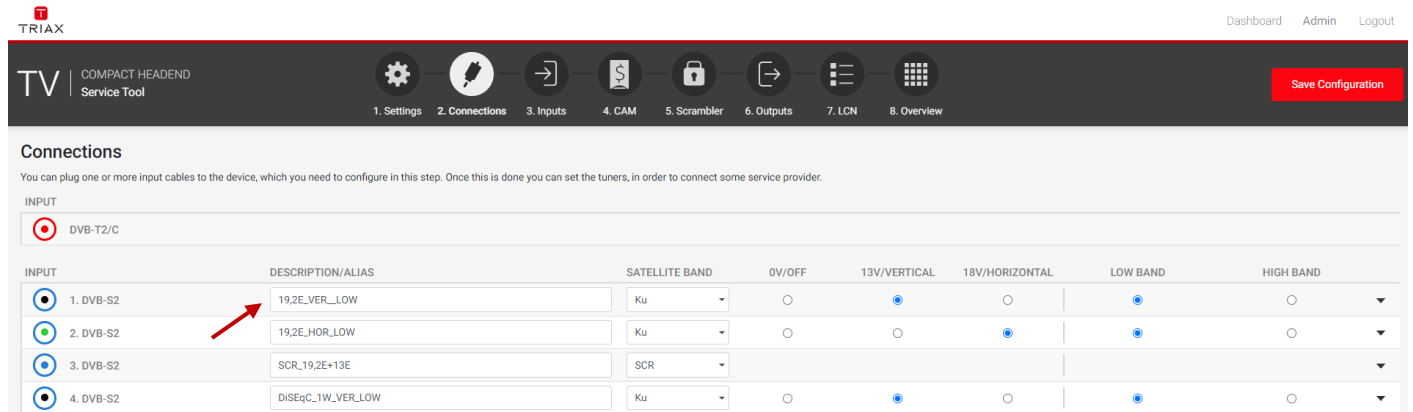 TRIAX
Dashboard Admin Logout
TV COMPACT HEADEND
Service Tool
1. Settings 2. Connections 3. Inputs 4. CAM 5. Scrambler 6. Outputs 7. LCN 8. Overview
Save Configuration
Connections
You can plug one or more input cables to the device, which you need to configure in this step. Once this is done you can set the tuners, in order to connect some service provider.
INPUT
DVB-T2/C
INPUT DESCRIPTION/ALIAS SATELLITE BAND 0V/OFF 13V/VERTICAL 18V/HORIZONTAL LOW BAND HIGH BAND
1. DVB-S2 19,2E_VER__LOW Ku
2. DVB-S2 19,2E_HOR_LOW Ku
3. DVB-S2 SCR_19,2E+13E SCR
4. DVB-S2 DiSEqC_1W_VER_LOW Ku